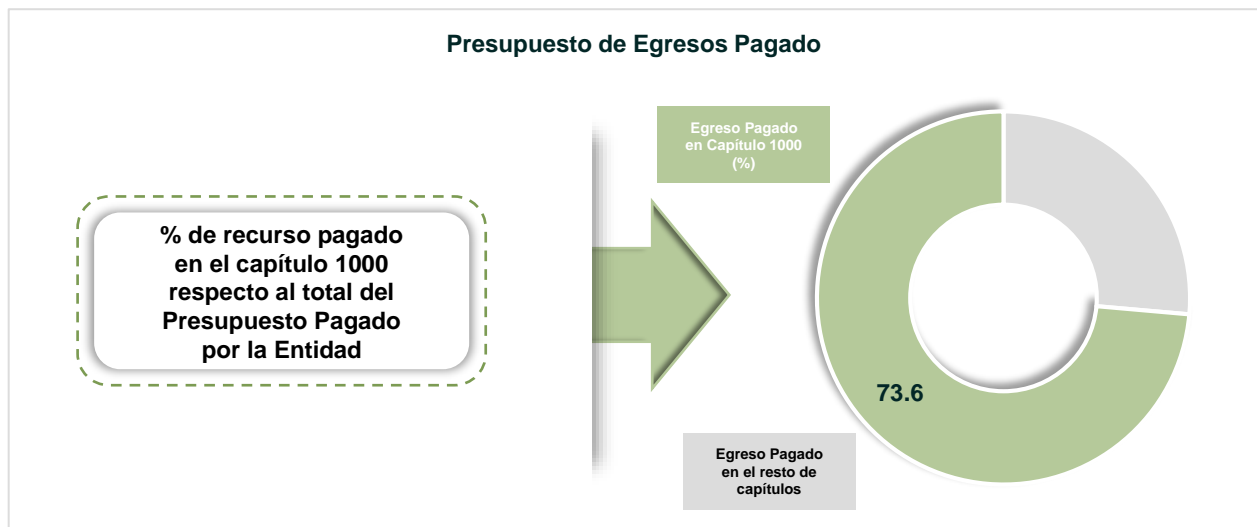 Presupuesto de Egresos Pagado
Egreso Pagado
en Capítulo 1000
(%)
% de recurso pagado
en el capítulo 1000
respecto al total del
Presupuesto Pagado
por la Entidad
73.6
Egreso Pagado
en el resto de
capítulos